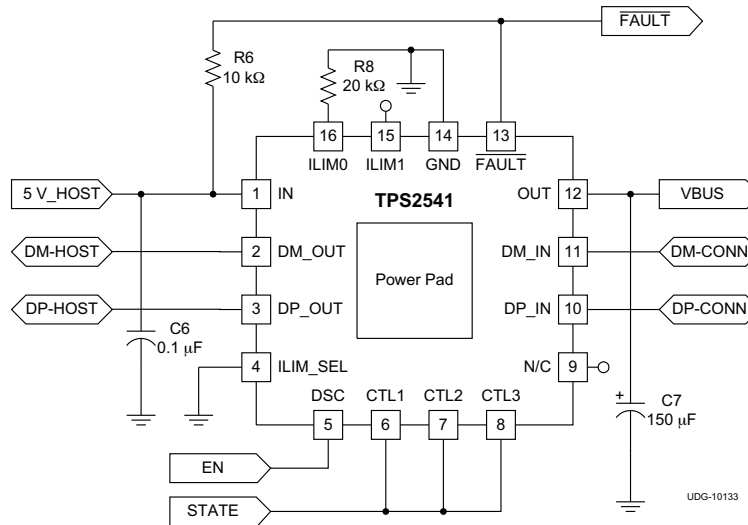 FAULT
R6
10 kΩ
R8
20 kΩ
16
15
14
13
ILIM0
ILIM1
GND
FAULT
TPS2541
5 V_HOST
1
IN
OUT
12
VBUS
DM-HOST
2
DM_OUT
DM_IN
11
DM-CONN
Power Pad
DP-HOST
3
DP_OUT
DP_IN
10
DP-CONN
C6
0.1 µF
4
ILIM_SEL
N/C
9
DSC
CTL1
CTL2
CTL3
5
6
7
8
+
C7
150 µF
EN
STATE
UDG-10133